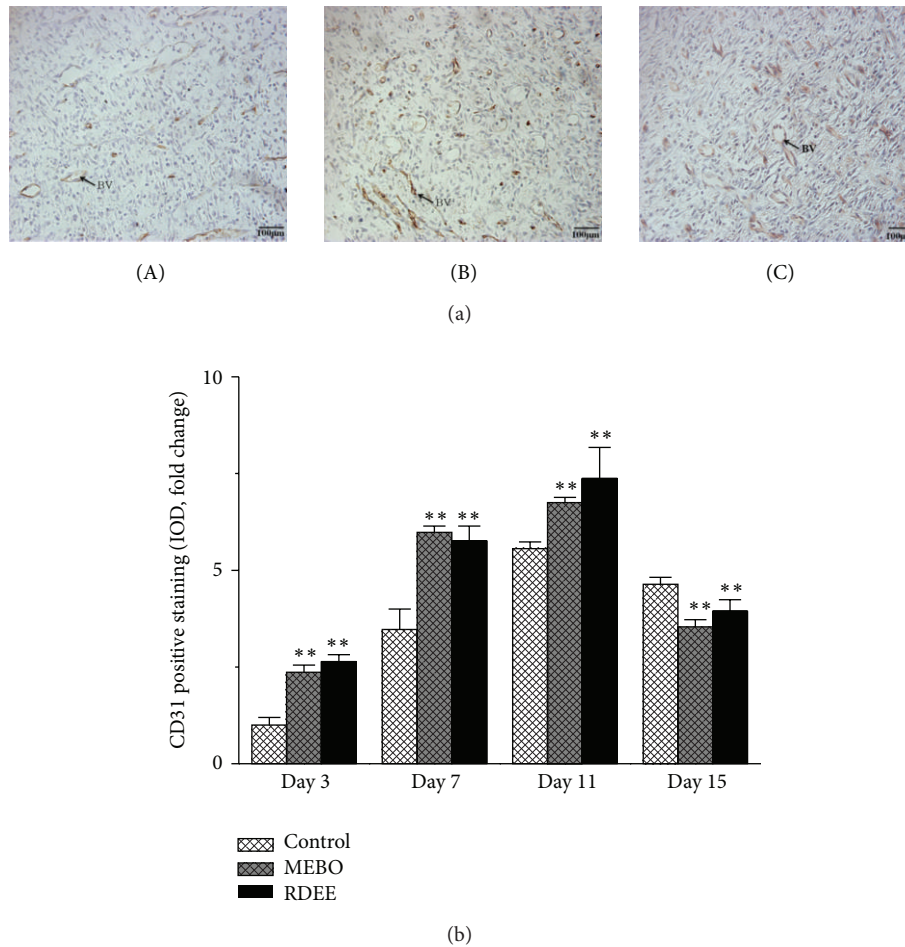 BV
100µm
BV
100µm
BV
100µm
(A)
(B)
(C)
(a)
10
5
0
CD31 positive staining (IOD, fold change)
** **
** **
** **
** **
Day 3 Day 7 Day 11 Day 15
Control
MEBO
RDEE
(b)